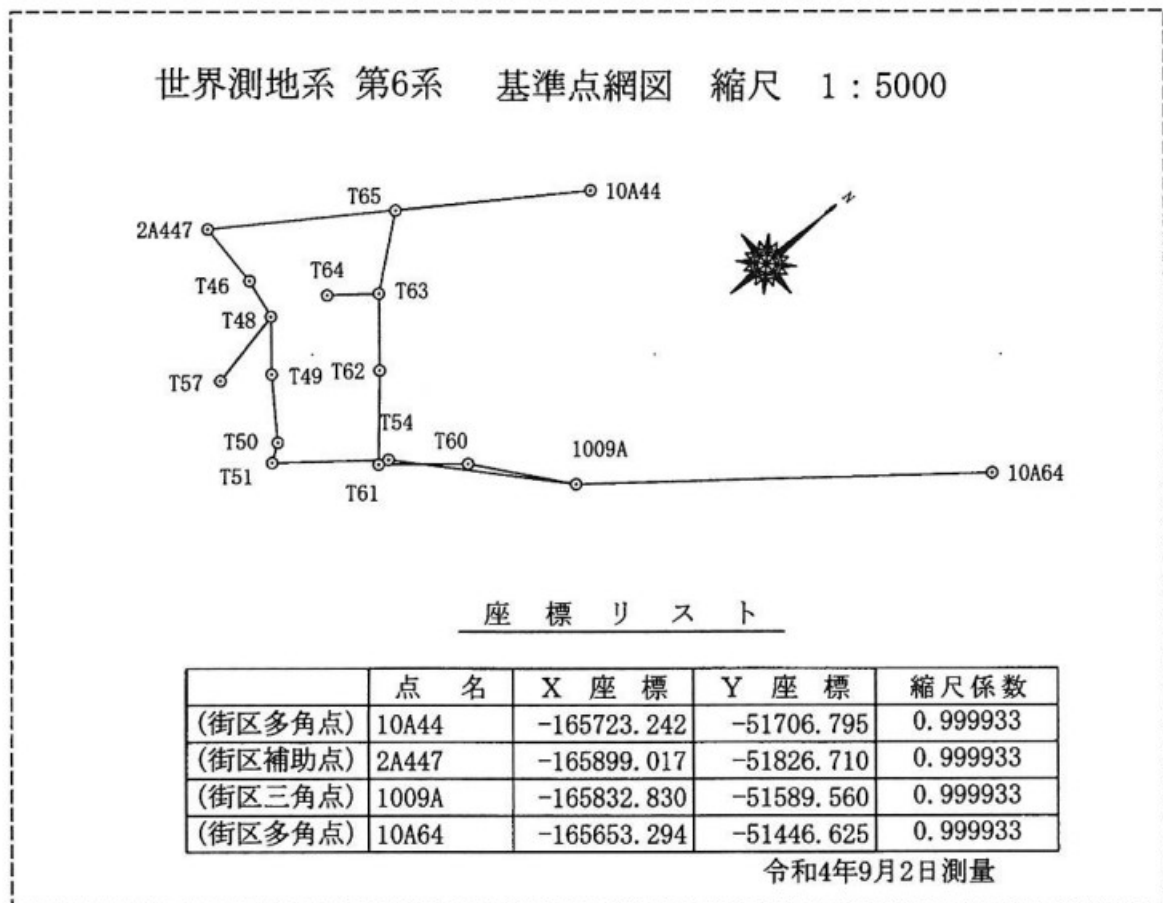 世界測地系 第6系 基準点網図 縮尺 1:5000
T65
10A44
N
2A447
T46
T64
T63
T48
T57
T49
T62
T54
T50
T60
1009A
T51
T61
10A64
座標リスト
点名 X座標 Y座標 縮尺係数
(街区多角点) 10A44 -165723.242 -51706.795 0.999933
(街区補助点) 2A447 -165899.017 -51826.710 0.999933
(街区三角点) 1009A -165832.830 -51589.560 0.999933
(街区多角点) 10A64 -165653.294 -51446.625 0.999933
令和4年9月2日測量